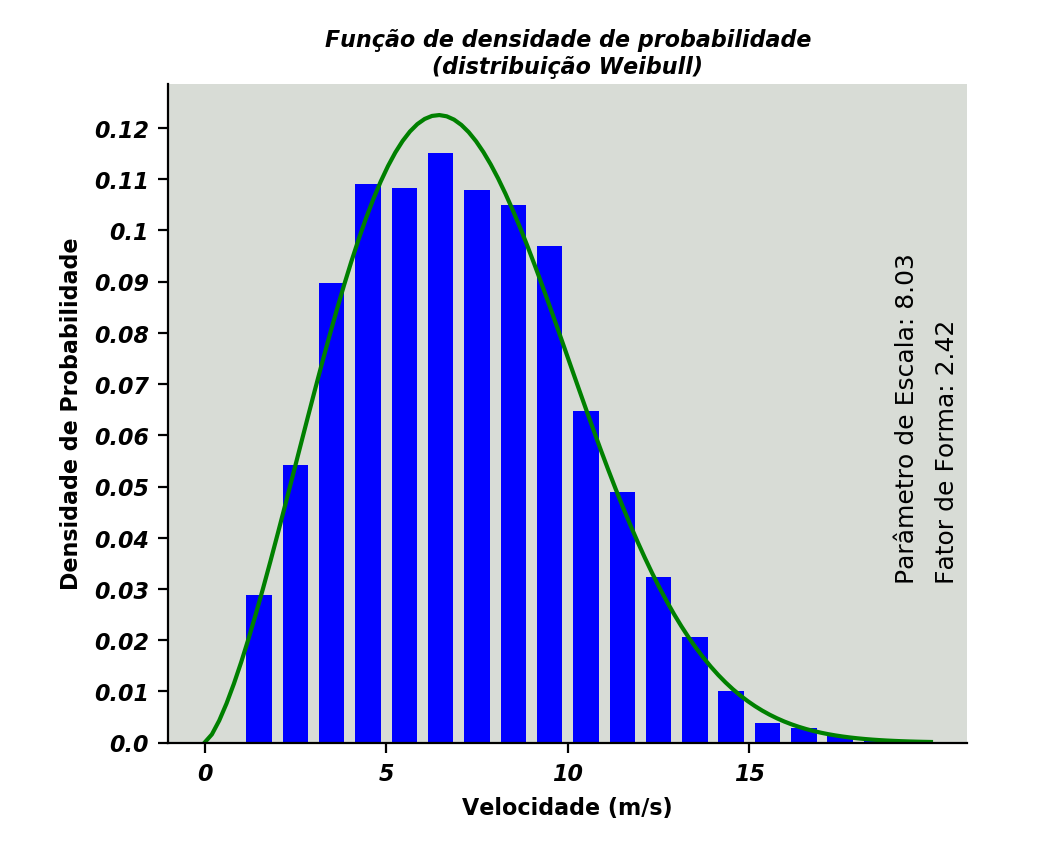 Função de densidade de probabilidade
(distribuição Weibull)
0.12
0.11
0.1
0.09
0.08
0.07
0.06
0.05
0.04
0.03
0.02
0.01
0.0
Densidade de Probabilidade
Parâmetro de Escala: 8.03
Fator de Forma: 2.42
0 5 10 15
Velocidade (m/s)